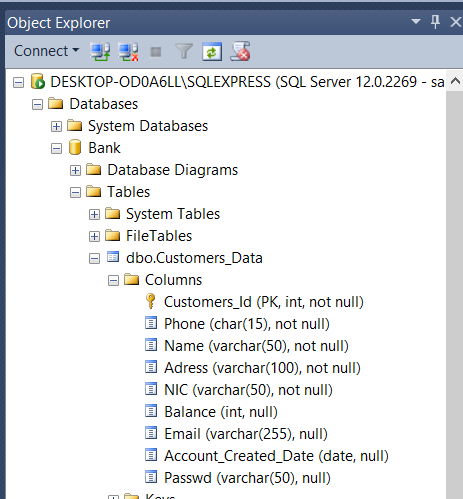 Object Explorer
Connect
DESKTOP-OD0A6LL\SQLEXPRESS (SQL Server 12.0.2269 - sa
Databases
System Databases
Bank
Database Diagrams
Tables
System Tables
FileTables
dbo.Customers_Data
Columns
Customers_Id (PK, int, not null)
Phone (char(15), not null)
Name (varchar(50), not null)
Adress (varchar(100), not null)
NIC (varchar(50), not null)
Balance (int, null)
Email (varchar(255), null)
Account_Created_Date (date, null)
Passwd (varchar(50), null)
Keys